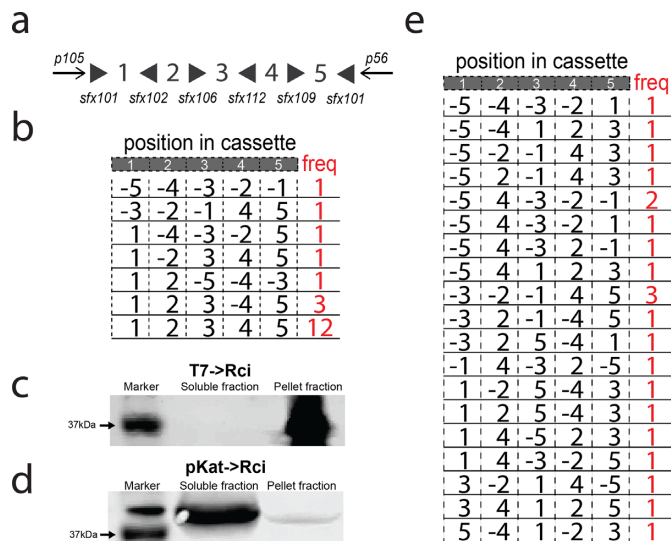 a
p105 1 2 3 4 5 p56
sfx101 sfx102 sfx106 sfx112 sfx109 sfx101
b
position in cassette
1 2 3 4 5 freq
-5 -4 -3 -2 -1 1
-3 -2 -1 4 5 1
1 -4 -3 -2 5 1
1 -2 3 4 5 1
1 2 -5 -4 -3 1
1 2 3 -4 5 3
1 2 3 4 5 12
c
T7->Rci
Marker Soluble fraction Pellet fraction
37kDa
d
pKat->Rci
Marker Soluble fraction Pellet fraction
37kDa
e
position in cassette
1 2 3 4 5 freq
-5 -4 -3 -2 1 1
-5 -4 1 2 3 1
-5 -2 -1 4 3 1
-5 2 -1 4 3 1
-5 4 -3 -2 -1 2
-5 4 -3 -2 1 1
-5 4 -3 2 -1 1
-5 4 1 2 3 1
-3 -2 -1 4 5 3
-3 2 -1 -4 5 1
-3 2 5 -4 1 1
-1 4 -3 2 -5 1
1 -2 5 -4 3 1
1 2 5 -4 3 1
1 4 -5 2 3 1
1 4 -3 -2 5 1
3 -2 1 4 -5 1
3 4 1 2 5 1
5 -4 1 -2 3 1